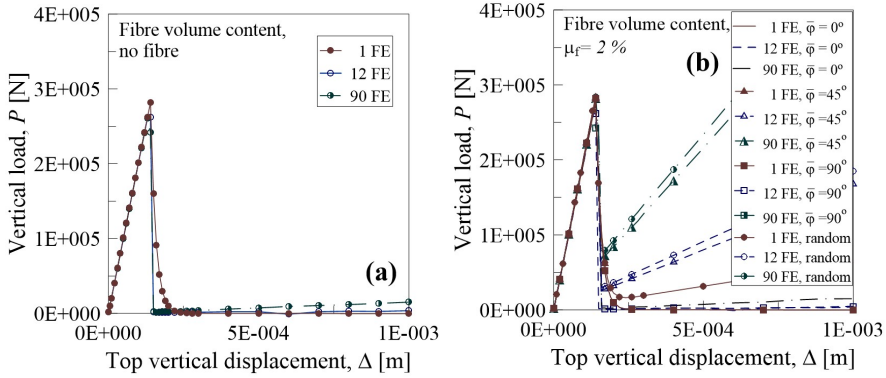 4E+005
3E+005
2E+005
1E+005
0E+000
Vertical load, P [N]
Fibre volume content,
no fibre
1 FE
12 FE
90 FE
(a)
0E+000
5E-004
1E-003
Top vertical displacement, Δ [m]
4E+005
3E+005
2E+005
1E+005
0E+000
Vertical load, P [N]
Fibre volume content,
μf= 2 %
(b)
1 FE, φ̅ = 0º
12 FE, φ̅ = 0º
90 FE, φ̅ = 0º
1 FE, φ̅ =45º
12 FE, φ̅ =45º
90 FE, φ̅ =45º
1 FE, φ̅ =90º
12 FE, φ̅ =90º
90 FE, φ̅ =90º
1 FE, random
12 FE, random
90 FE, random
0E+000
5E-004
1E-003
Top vertical displacement, Δ [m]